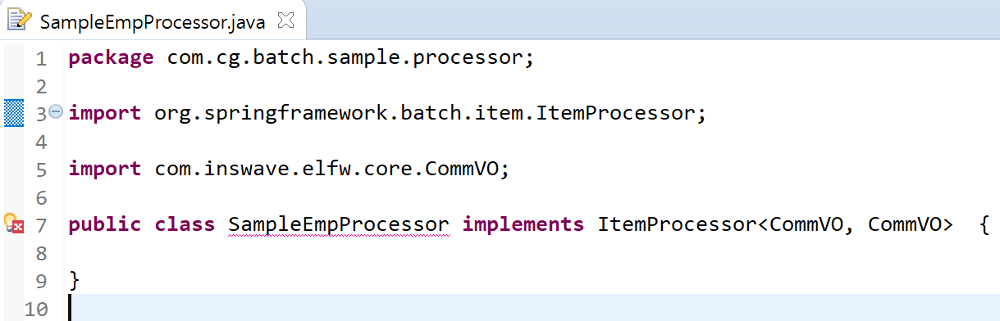 SampleEmpProcessor.java
1 package com.cg.batch.sample.processor;
2
3 import org.springframework.batch.item.ItemProcessor;
4
5 import com.inswave.elfw.core.CommVO;
6
7 public class SampleEmpProcessor implements ItemProcessor<CommVO, CommVO>  {
8
9 }
10